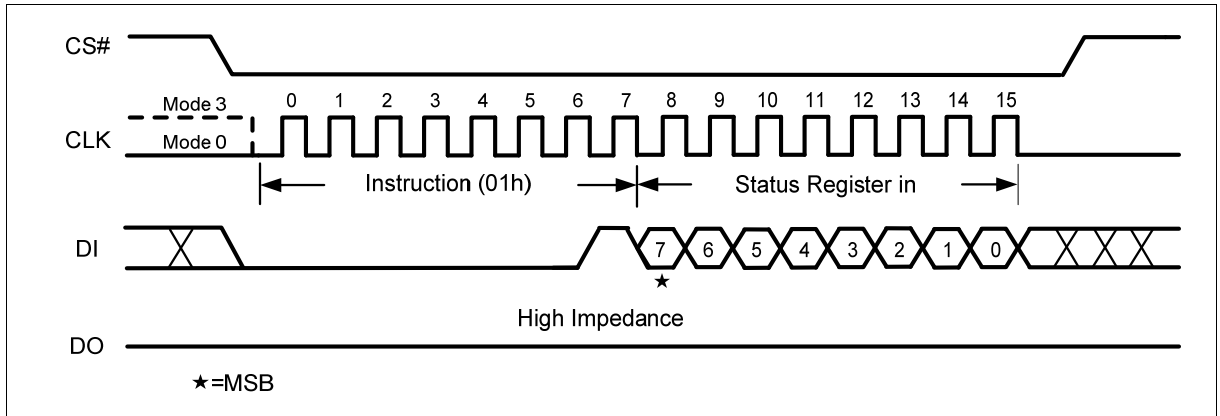 CS#
Mode 3
0 1 2 3 4 5 6 7 8 9 10 11 12 13 14 15
CLK
Mode 0
Instruction (01h)
Status Register in
DI
7 6 5 4 3 2 1 0
★
High Impedance
DO
★=MSB